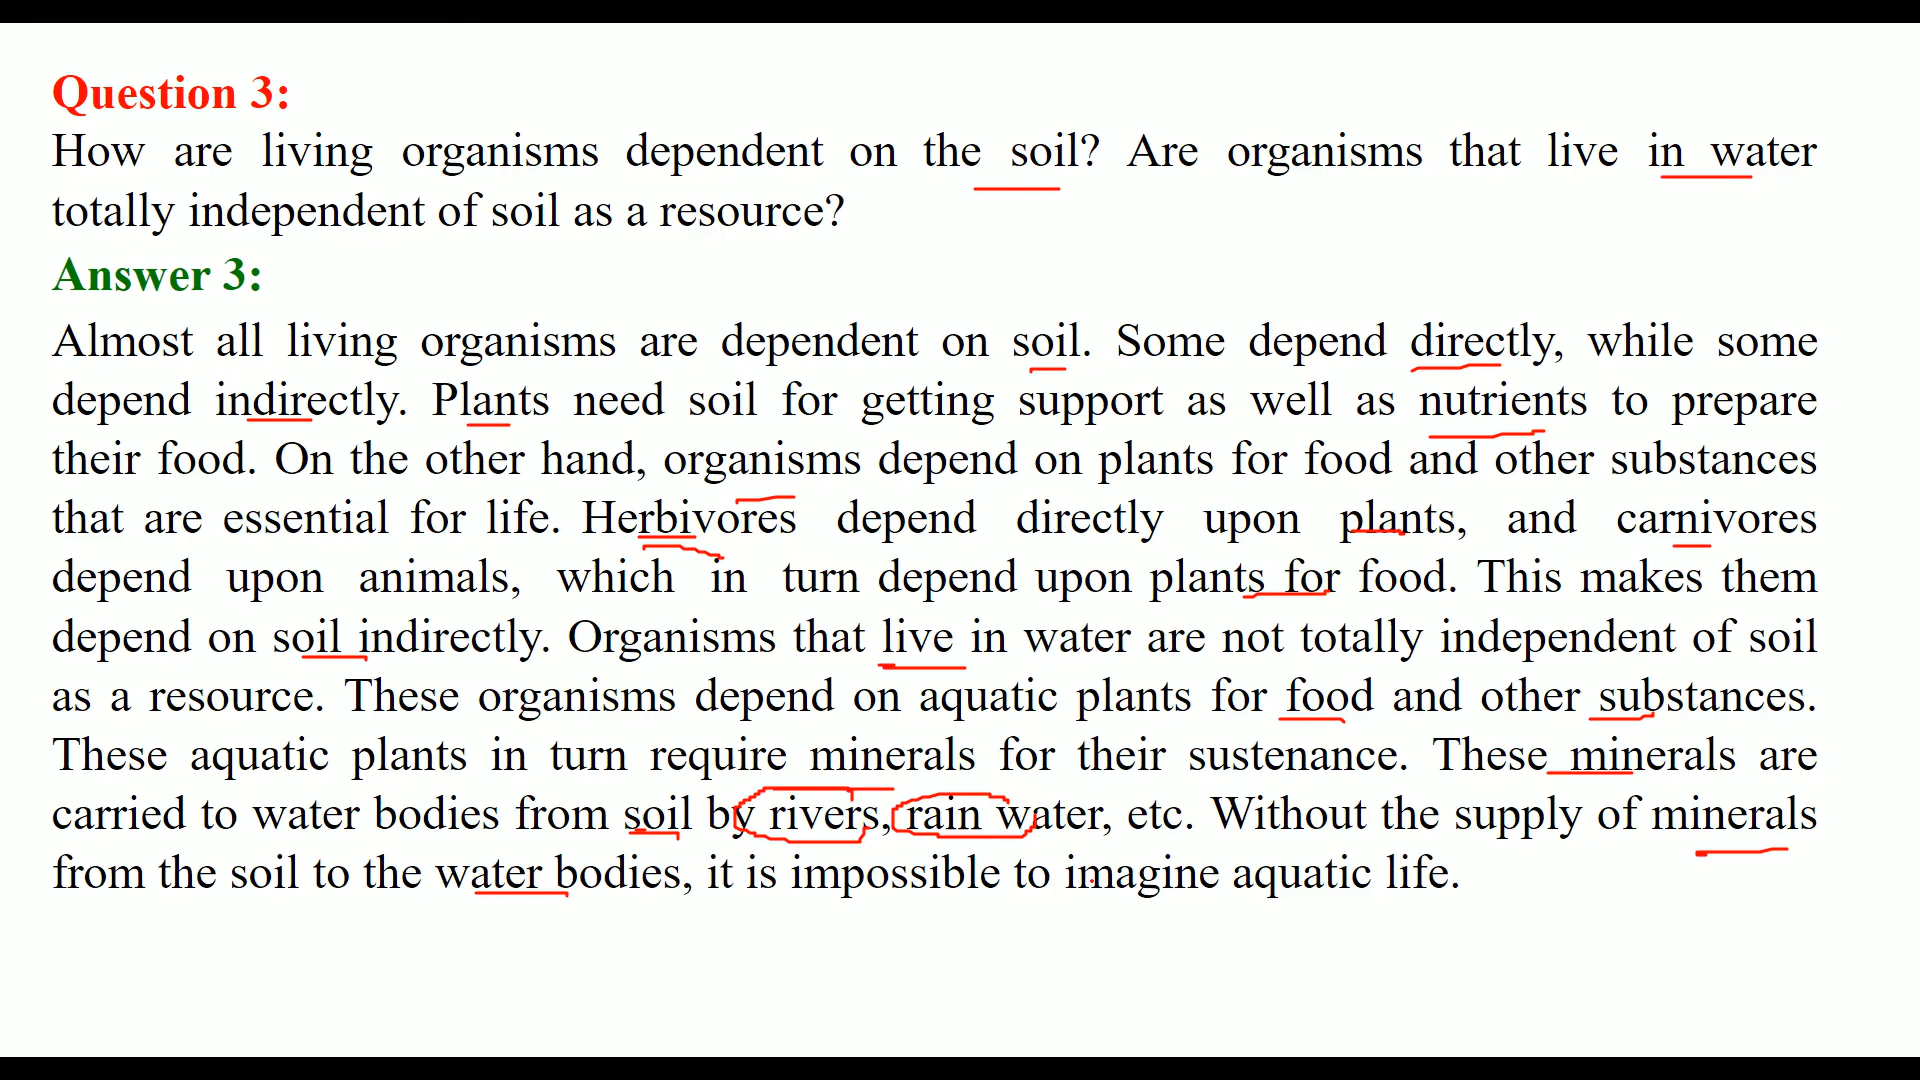 Question 3:
How are living organisms dependent on the soil? Are organisms that live in water
totally independent of soil as a resource?
Answer 3:
Almost all living organisms are dependent on soil. Some depend directly, while some
depend indirectly. Plants need soil for getting support as well as nutrients to prepare
their food. On the other hand, organisms depend on plants for food and other substances
that are essential for life. Herbivores depend directly upon plants, and carnivores
depend upon animals, which in turn depend upon plants for food. This makes them
depend on soil indirectly. Organisms that live in water are not totally independent of soil
as a resource. These organisms depend on aquatic plants for food and other substances.
These aquatic plants in turn require minerals for their sustenance. These minerals are
carried to water bodies from soil by rivers, rain water, etc. Without the supply of minerals
from the soil to the water bodies, it is impossible to imagine aquatic life.